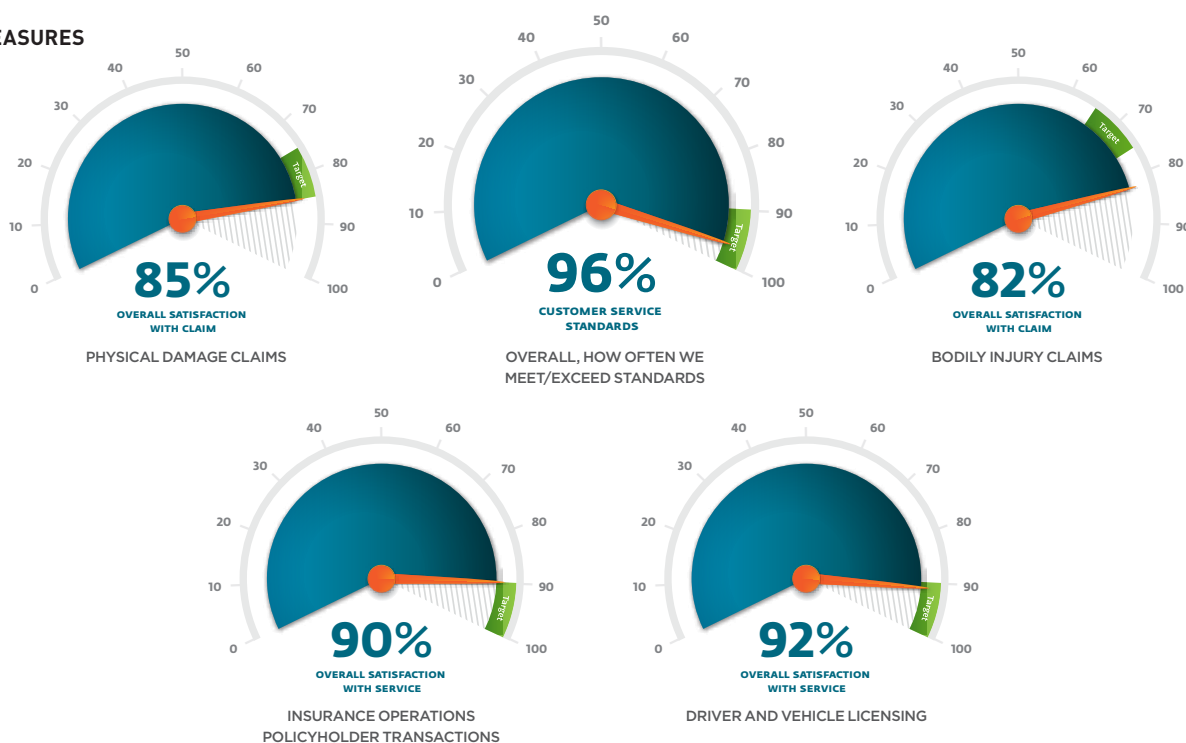 EASURES
50
40
60
30
70
20
80
10
90
0
100
Target
85%
OVERALL SATISFACTION
WITH CLAIM
PHYSICAL DAMAGE CLAIMS
50
40
60
30
70
20
80
10
90
0
100
Target
96%
CUSTOMER SERVICE
STANDARDS
OVERALL, HOW OFTEN WE
MEET/EXCEED STANDARDS
50
40
60
30
70
20
80
10
90
0
100
Target
82%
OVERALL SATISFACTION
WITH CLAIM
BODILY INJURY CLAIMS
50
40
60
30
70
20
80
10
90
0
100
Target
90%
OVERALL SATISFACTION
WITH SERVICE
INSURANCE OPERATIONS
POLICYHOLDER TRANSACTIONS
50
40
60
30
70
20
80
10
90
0
100
Target
92%
OVERALL SATISFACTION
WITH SERVICE
DRIVER AND VEHICLE LICENSING